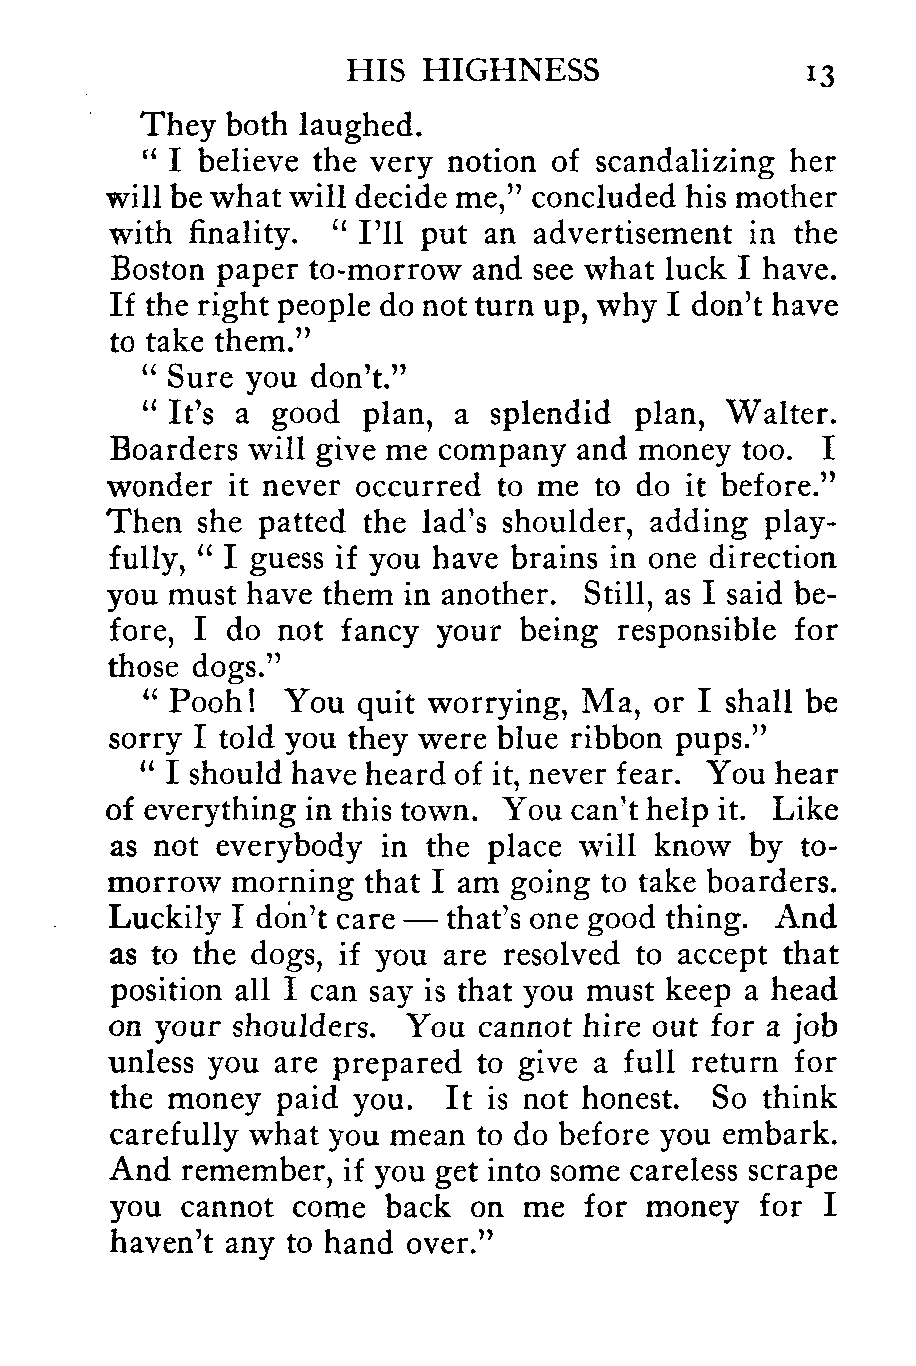 HIS HIGHNESS 13
They both laughed.
“ I believe the very notion of scandalizing her
will be what will decide me,” concluded his mother
with finality. “ I’ll put an advertisement in the
Boston paper to-morrow and see what luck I have.
If the right people do not turn up, why I don’t have
to take them.”
“ Sure you don’t.”
“ It’s a good plan, a splendid plan, Walter.
Boarders will give me company and money too. I
wonder it never occurred to me to do it before.”
Then she patted the lad’s shoulder, adding play-
fully, “ I guess if you have brains in one direction
you must have them in another. Still, as I said be-
fore, I do not fancy your being responsible for
those dogs.”
“ Pooh! You quit worrying, Ma, or I shall be
sorry I told you they were blue ribbon pups.”
“ I should have heard of it, never fear. You hear
of everything in this town. You can’t help it. Like
as not everybody in the place will know by to-
morrow morning that I am going to take boarders.
Luckily I don’t care — that’s one good thing. And
as to the dogs, if you are resolved to accept that
position all I can say is that you must keep a head
on your shoulders. You cannot hire out for a job
unless you are prepared to give a full return for
the money paid you. It is not honest. So think
carefully what you mean to do before you embark.
And remember, if you get into some careless scrape
you cannot come back on me for money for I
haven’t any to hand over.”